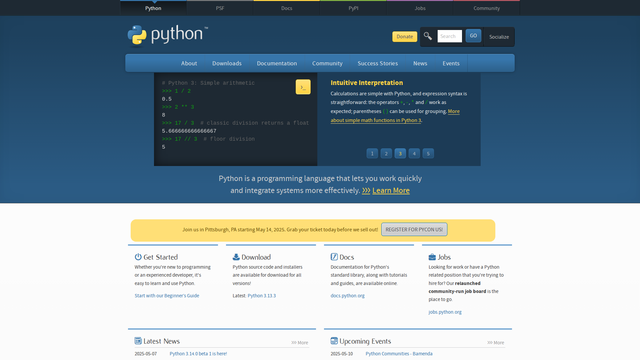 Python
PSF
Docs
PyPI
Jobs
Community
python™
Donate
Search
GO
Socialize
About
Downloads
Documentation
Community
Success Stories
News
Events
# Python 3: Simple arithmetic
>>> 1 / 2
0.5
>>> 2 ** 3
8
>>> 17 / 3 # classic division returns a float
5.666666666666667
>>> 17 // 3 # floor division
5
>_
Intuitive Interpretation
Calculations are simple with Python, and expression syntax is
straightforward: the operators +, -, * and / work as
expected; parentheses () can be used for grouping. More
about simple math functions in Python 3.
1 2 3 4 5
Python is a programming language that lets you work quickly
and integrate systems more effectively. >>> Learn More
Join us in Pittsburgh, PA starting May 14, 2025. Grab your ticket today before we sell out! REGISTER FOR PYCON US!
Get Started
Whether you're new to programming
or an experienced developer, it's
easy to learn and use Python.
Start with our Beginner's Guide
Download
Python source code and installers
are available for download for all
versions!
Latest: Python 3.13.3
Docs
Documentation for Python's
standard library, along with tutorials
and guides, are available online.
docs.python.org
Jobs
Looking for work or have a Python
related position that you're trying to
hire for? Our relaunched
community-run job board is the
place to go.
jobs.python.org
Latest News
>> More
2025-05-07 Python 3.14.0 beta 1 is here!
Upcoming Events
>> More
2025-05-10 Python Communities - Bamenda